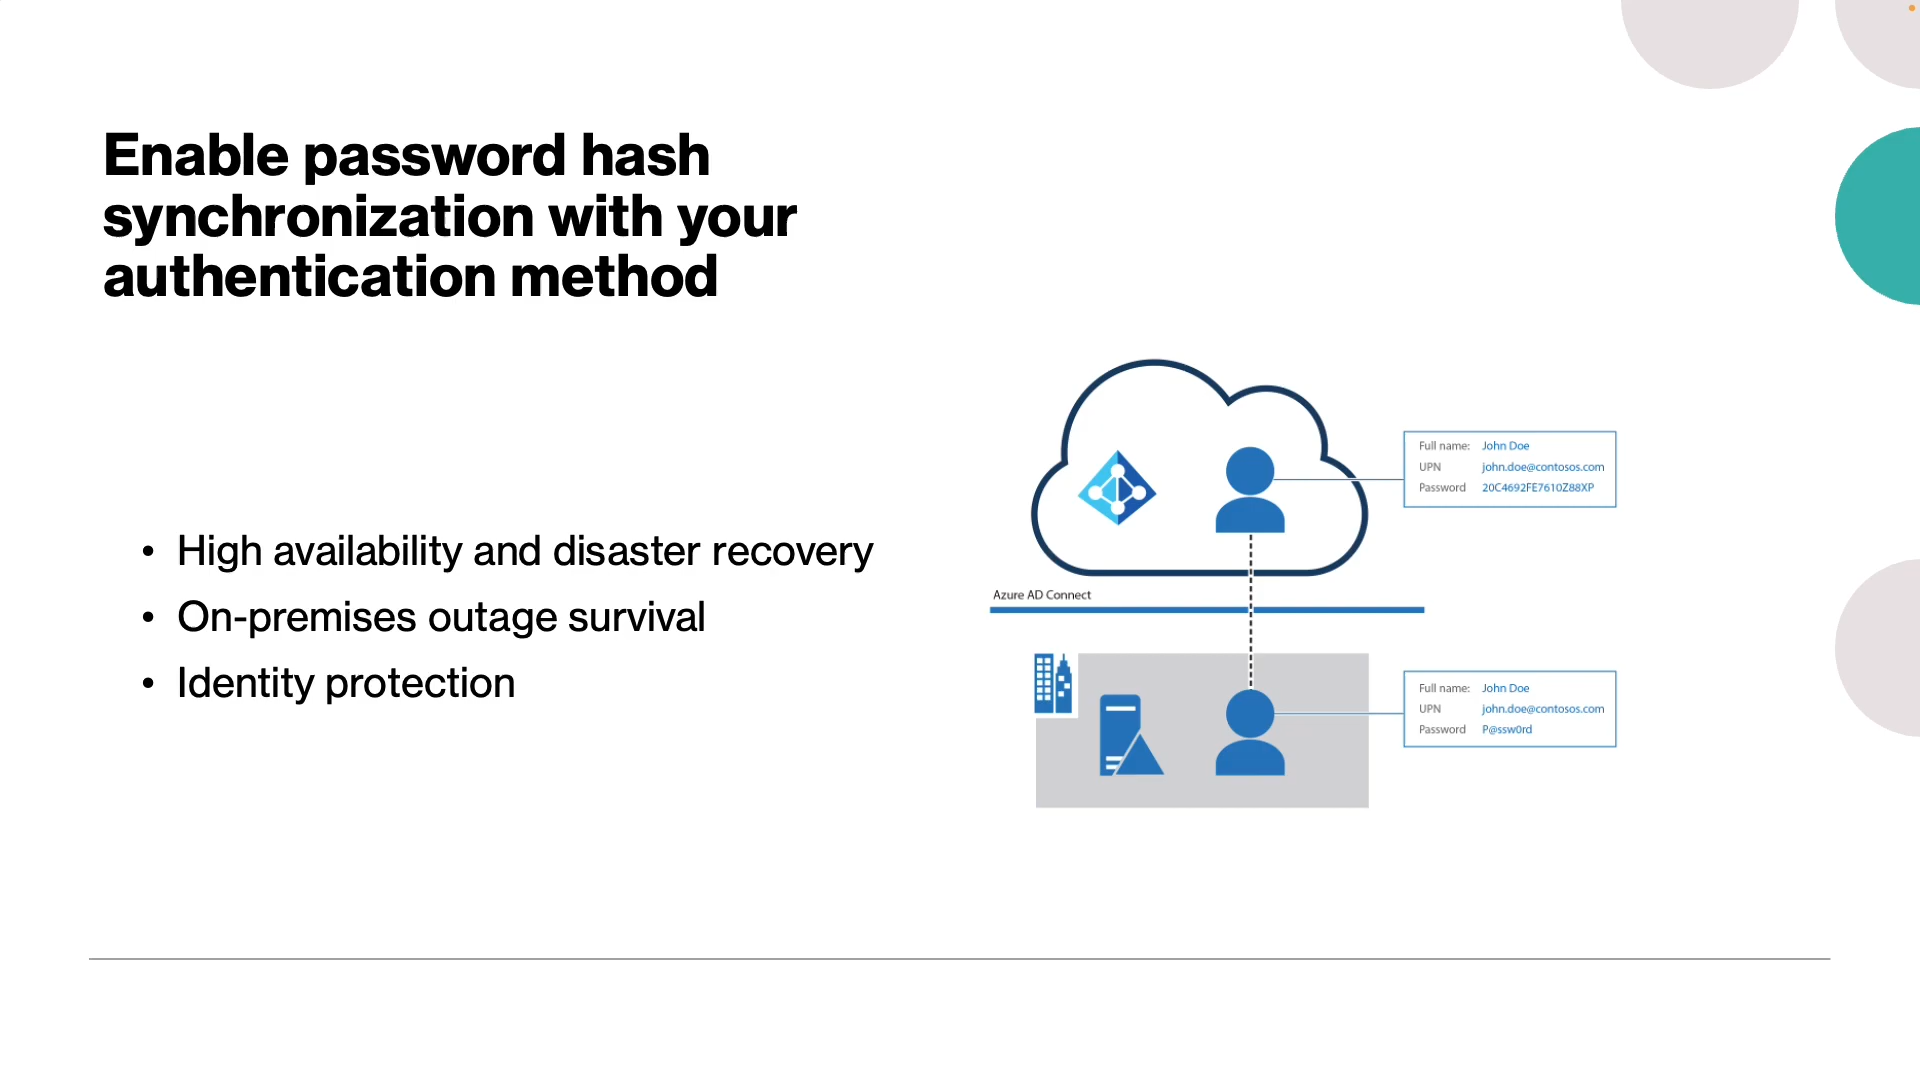 Enable password hash
synchronization with your
authentication method
• High availability and disaster recovery
• On-premises outage survival
• Identity protection
Full name: John Doe
UPN john.doe@contosos.com
Password 20C4692FE7610Z88XP
Azure AD Connect
Full name: John Doe
UPN john.doe@contosos.com
Password P@ssw0rd